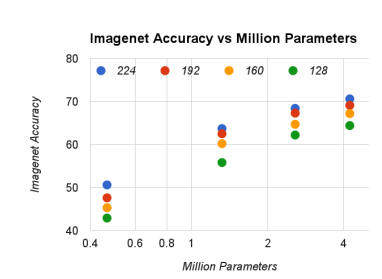 Imagenet Accuracy vs Million Parameters
80
224 192 160 128
70
60
50
40
Imagenet Accuracy
0.4 0.6 0.8 1 2 4
Million Parameters